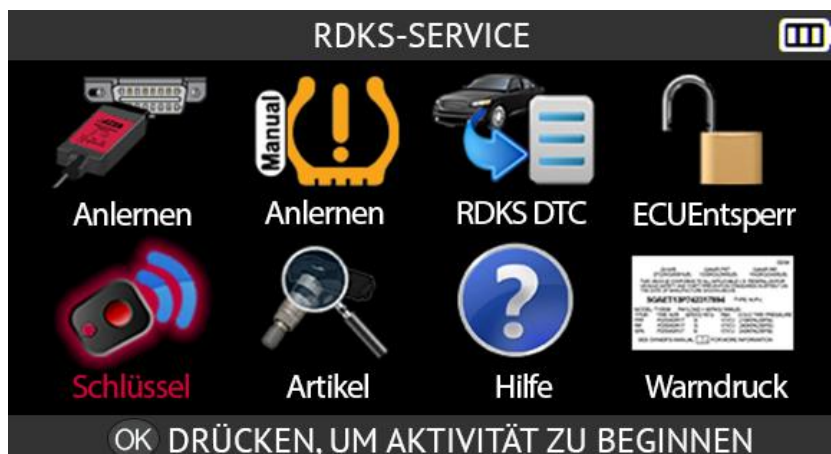 RDKS-SERVICE
Manual
Anlernen Anlernen RDKS DTC ECUEntsperr
Schlüssel Artikel Hilfe Warndruck
OK DRÜCKEN, UM AKTIVITÄT ZU BEGINNEN